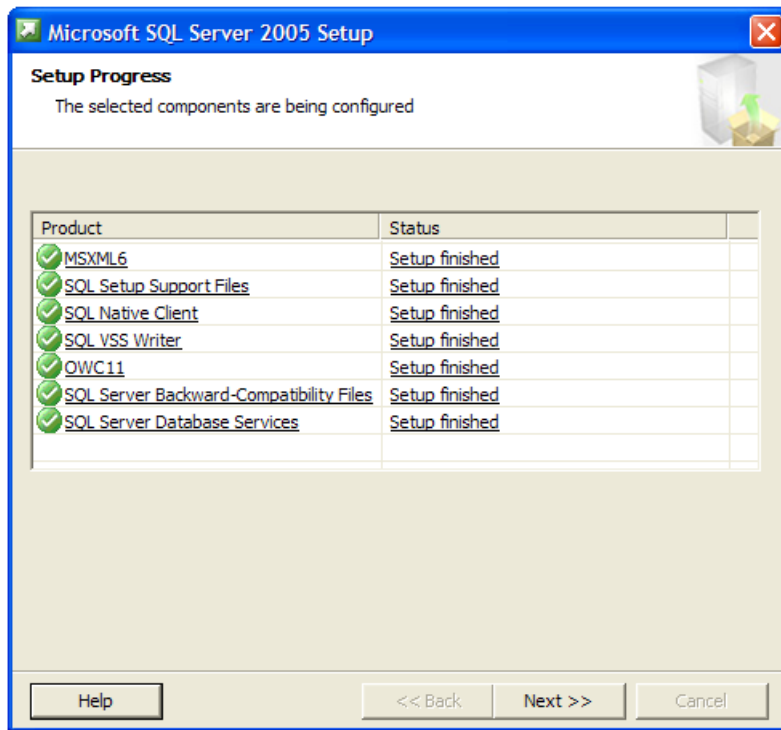 Microsoft SQL Server 2005 Setup
Setup Progress
The selected components are being configured
Product Status
MSXML6 Setup finished
SQL Setup Support Files Setup finished
SQL Native Client Setup finished
SQL VSS Writer Setup finished
OWC11 Setup finished
SQL Server Backward-Compatibility Files Setup finished
SQL Server Database Services Setup finished
Help << Back Next >> Cancel